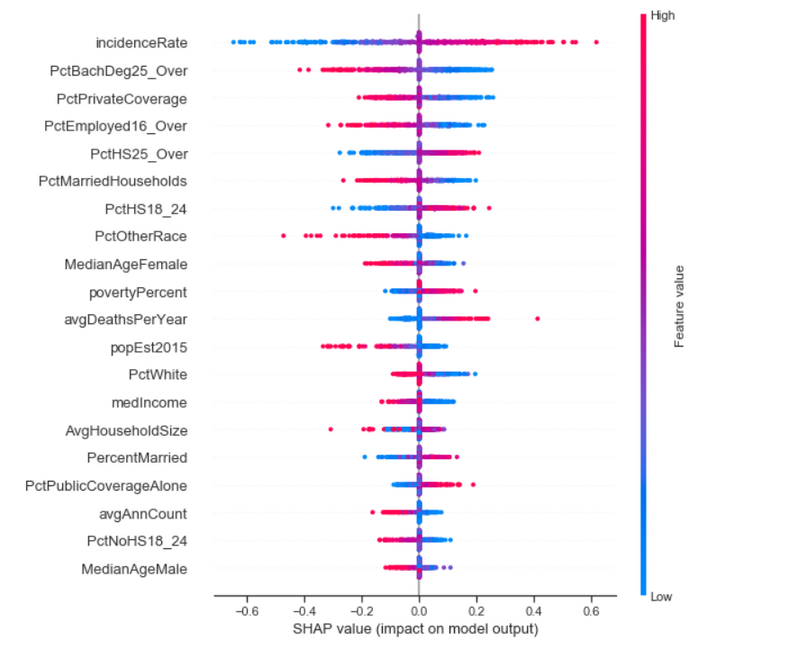 High
incidenceRate
PctBachDeg25_Over
PctPrivateCoverage
PctEmployed16_Over
PctHS25_Over
PctMarriedHouseholds
PctHS18_24
PctOtherRace
MedianAgeFemale
povertyPercent
avgDeathsPerYear
popEst2015
PctWhite
medIncome
AvgHouseholdSize
PercentMarried
PctPublicCoverageAlone
avgAnnCount
PctNoHS18_24
MedianAgeMale
Feature value
Low
−0.6 −0.4 −0.2 0.0 0.2 0.4 0.6
SHAP value (impact on model output)